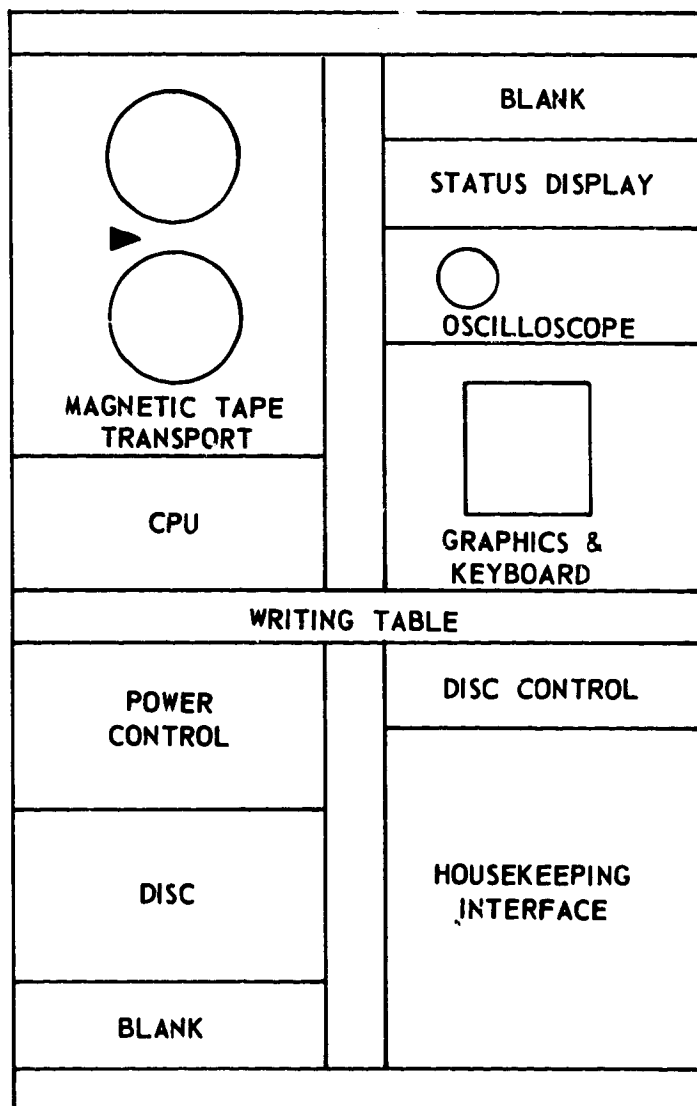 MAGNETIC TAPE
TRANSPORT
CPU
BLANK
STATUS DISPLAY
OSCILLOSCOPE
GRAPHICS &
KEYBOARD
WRITING TABLE
POWER
CONTROL
DISC
BLANK
DISC CONTROL
HOUSEKEEPING
INTERFACE